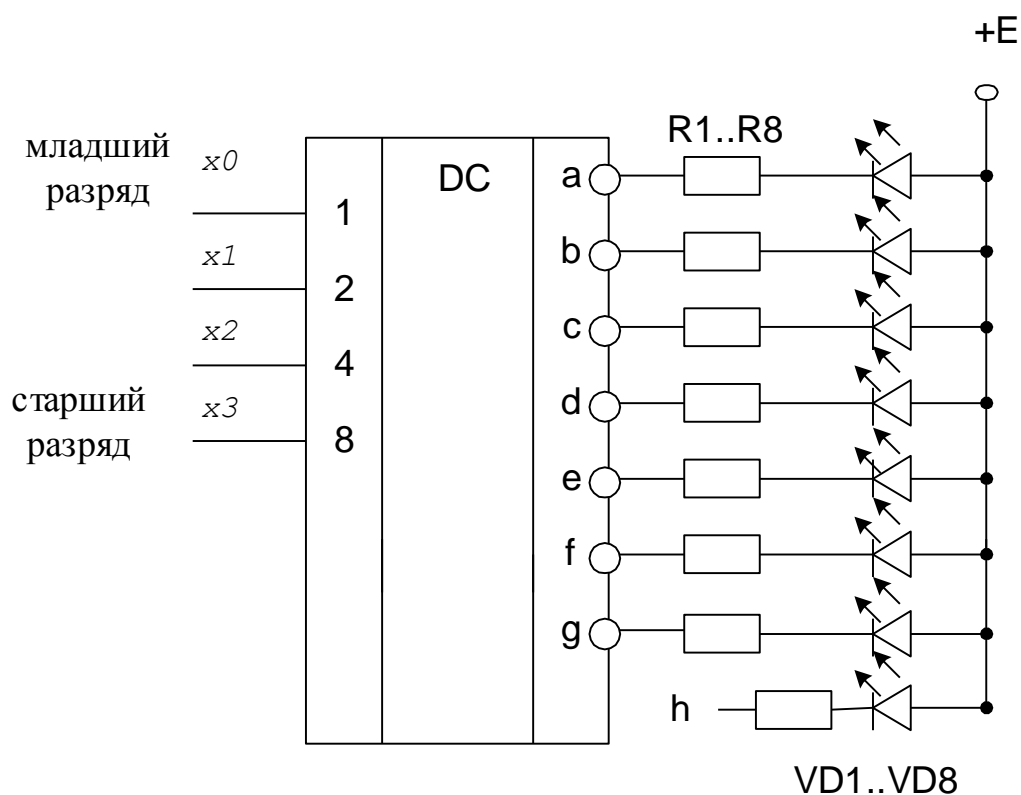 +E
R1..R8
младший
разряд
x0
x1
x2
старший
разряд
x3
1
2
4
8
DC
a
b
c
d
e
f
g
h
VD1..VD8